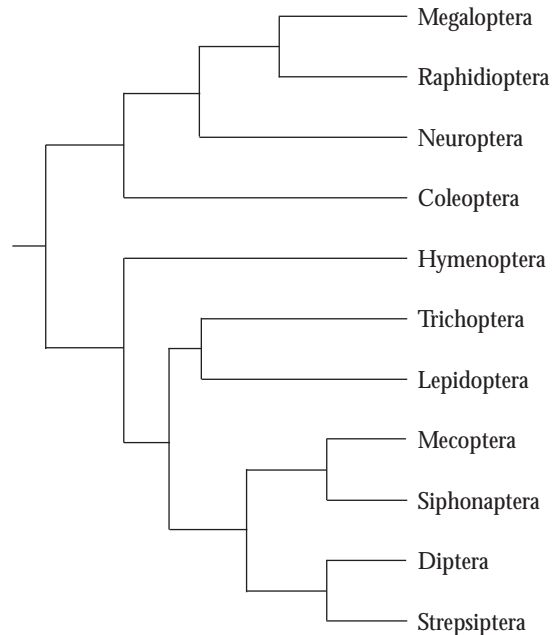 Megaloptera
Raphidioptera
Neuroptera
Coleoptera
Hymenoptera
Trichoptera
Lepidoptera
Mecoptera
Siphonaptera
Diptera
Strepsiptera